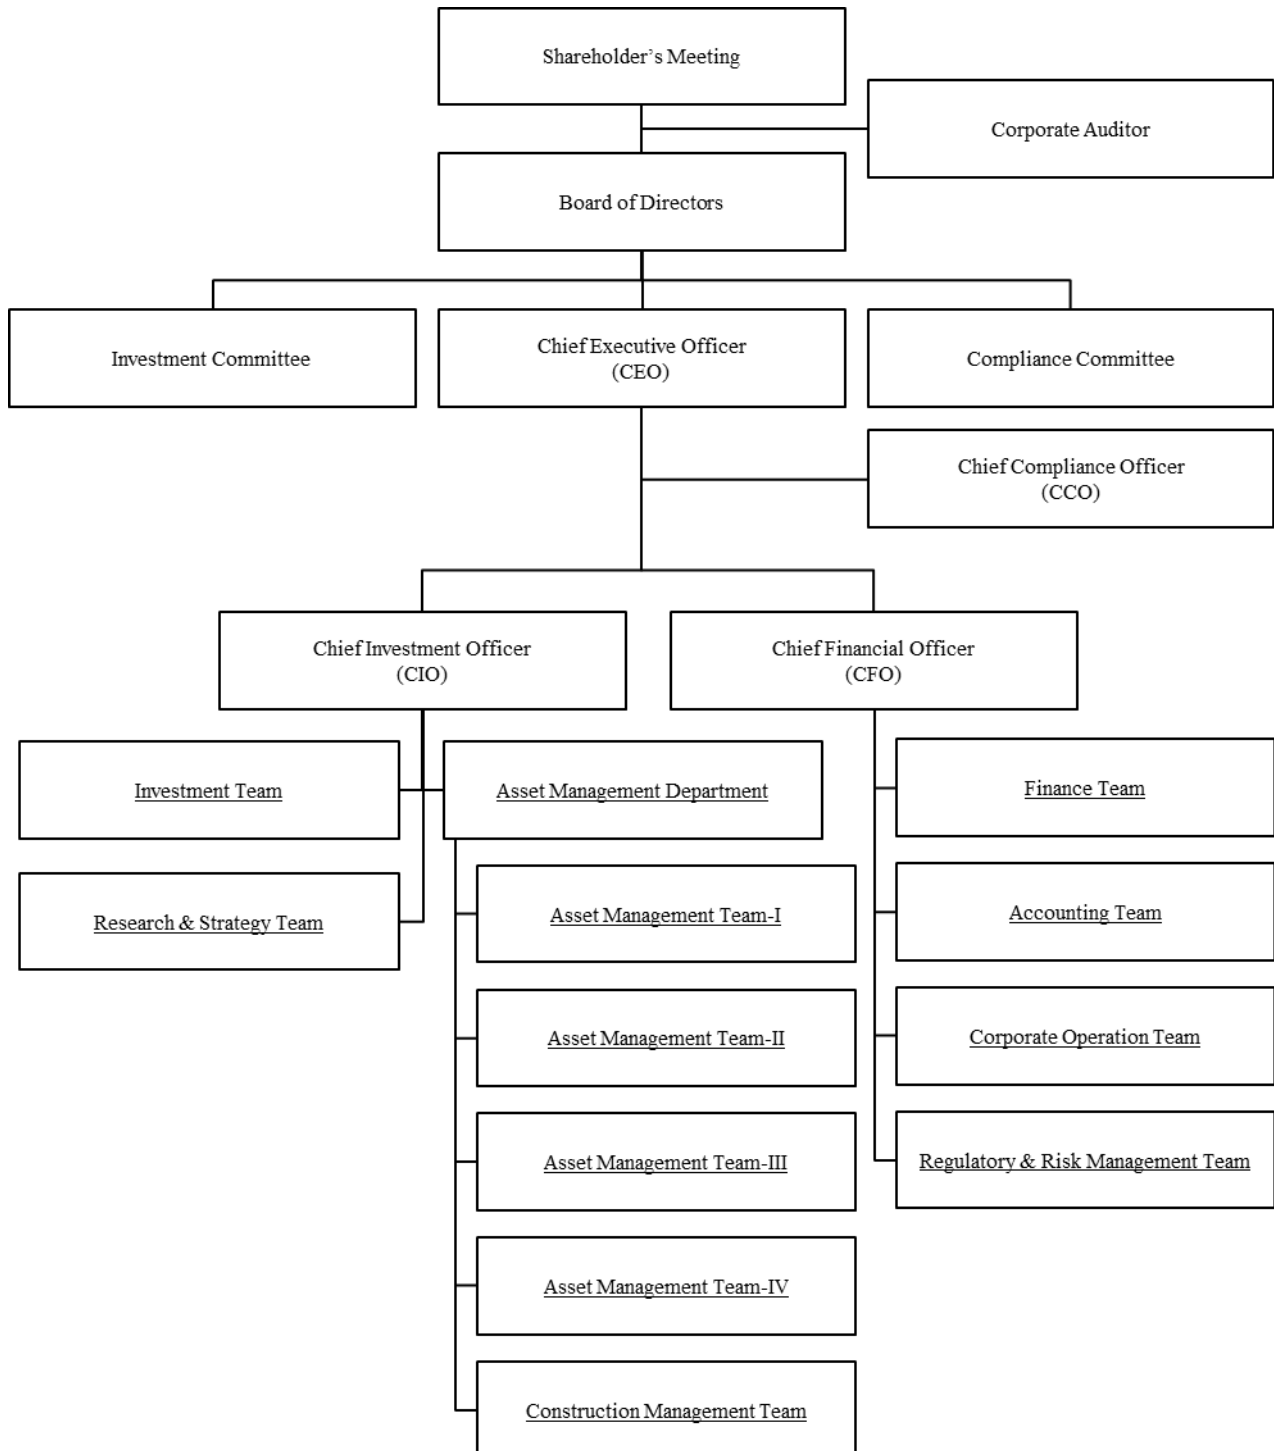 Shareholder’s Meeting
Corporate Auditor
Board of Directors
Investment Committee
Chief Executive Officer
(CEO)
Compliance Committee
Chief Compliance Officer
(CCO)
Chief Investment Officer
(CIO)
Chief Financial Officer
(CFO)
Investment Team
Asset Management Department
Finance Team
Research & Strategy Team
Asset Management Team-I
Accounting Team
Asset Management Team-II
Corporate Operation Team
Asset Management Team-III
Regulatory & Risk Management Team
Asset Management Team-IV
Construction Management Team